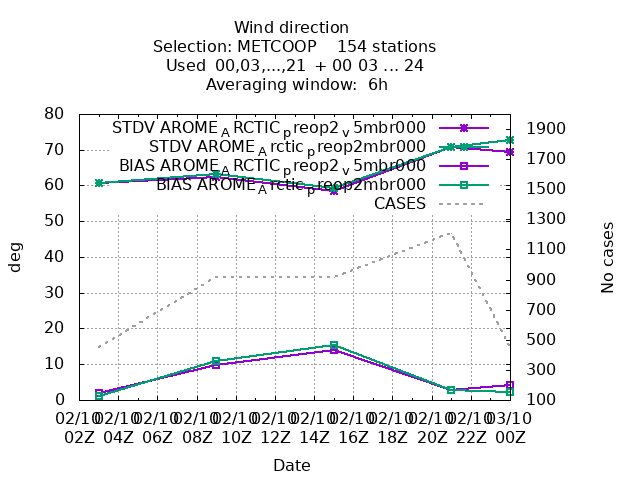 Wind direction
Selection: METCOOP    154 stations
Used  00,03,...,21  + 00 03 ... 24
Averaging window:  6h
STDV AROME_ARCTIC_preop2_v5mbr000
STDV AROME_Arctic_preop2mbr000
BIAS AROME_ARCTIC_preop2_v5mbr000
BIAS AROME_Arctic_preop2mbr000
CASES
deg
80
70
60
50
40
30
20
10
0
No cases
1900
1700
1500
1300
1100
900
700
500
300
100
02/10 02/10 02/10 02/10 02/10 02/10 02/10 02/10 02/10 02/10 02/10 03/10
02Z 04Z 06Z 08Z 10Z 12Z 14Z 16Z 18Z 20Z 22Z 00Z
Date